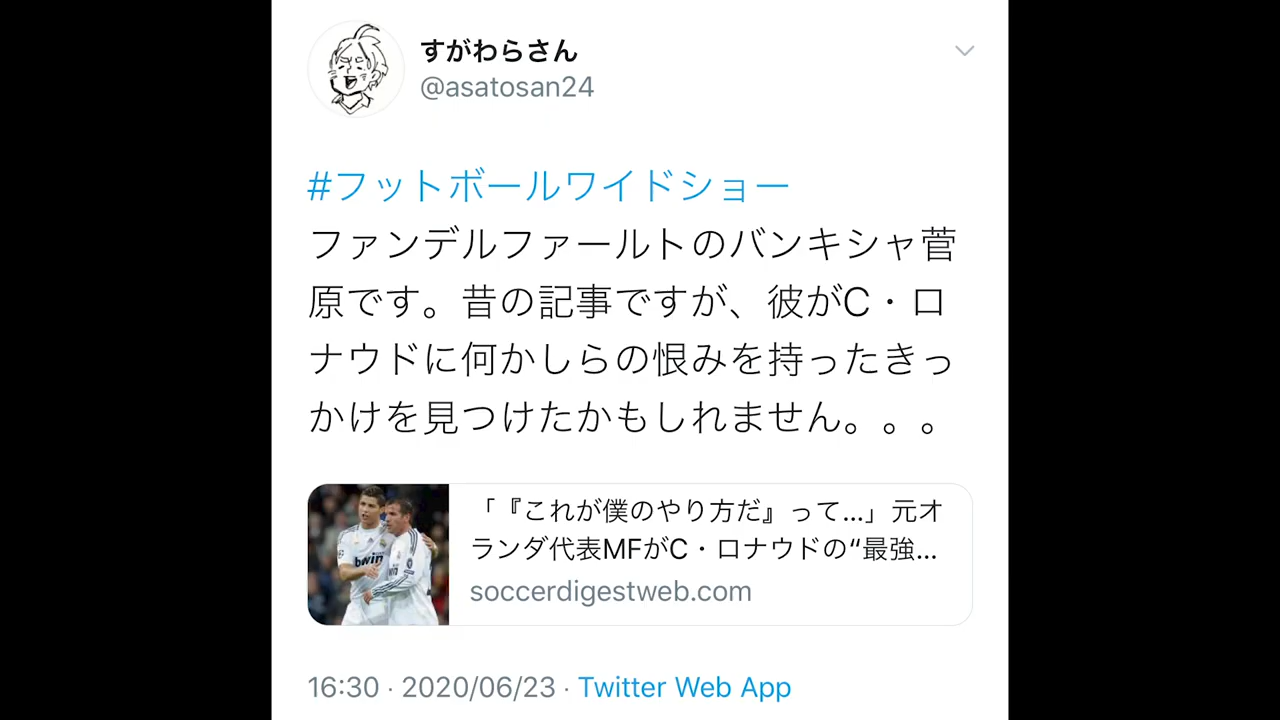 すがわらさん
@asatosan24
#フットボールワイドショー
ファンデルファールトのバンキシャ菅
原です。昔の記事ですが、彼がC・ロ
ナウドに何かしらの恨みを持ったきっ
かけを見つけたかもしれません。。。
「『これが僕のやり方だ』って...」元オ
ランダ代表MFがC・ロナウドの“最強...
soccerdigestweb.com
bwin
16:30 · 2020/06/23 · Twitter Web App